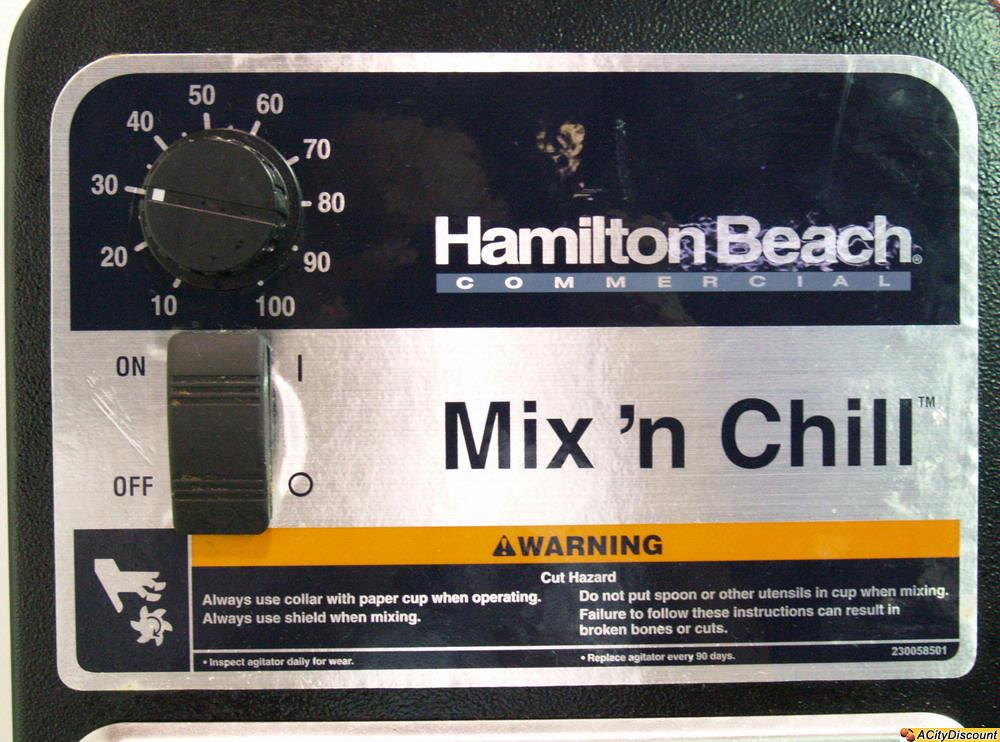 50
40 60
30 70
80
20 90
10 100
Hamilton Beach®
COMMERCIAL
ON I
OFF O
Mix 'n Chill™
WARNING
Cut Hazard
Always use collar with paper cup when operating.
Always use shield when mixing.
Do not put spoon or other utensils in cup when mixing.
Failure to follow these instructions can result in
broken bones or cuts.
• Inspect agitator daily for wear.
• Replace agitator every 90 days.
230058501
ACityDiscount